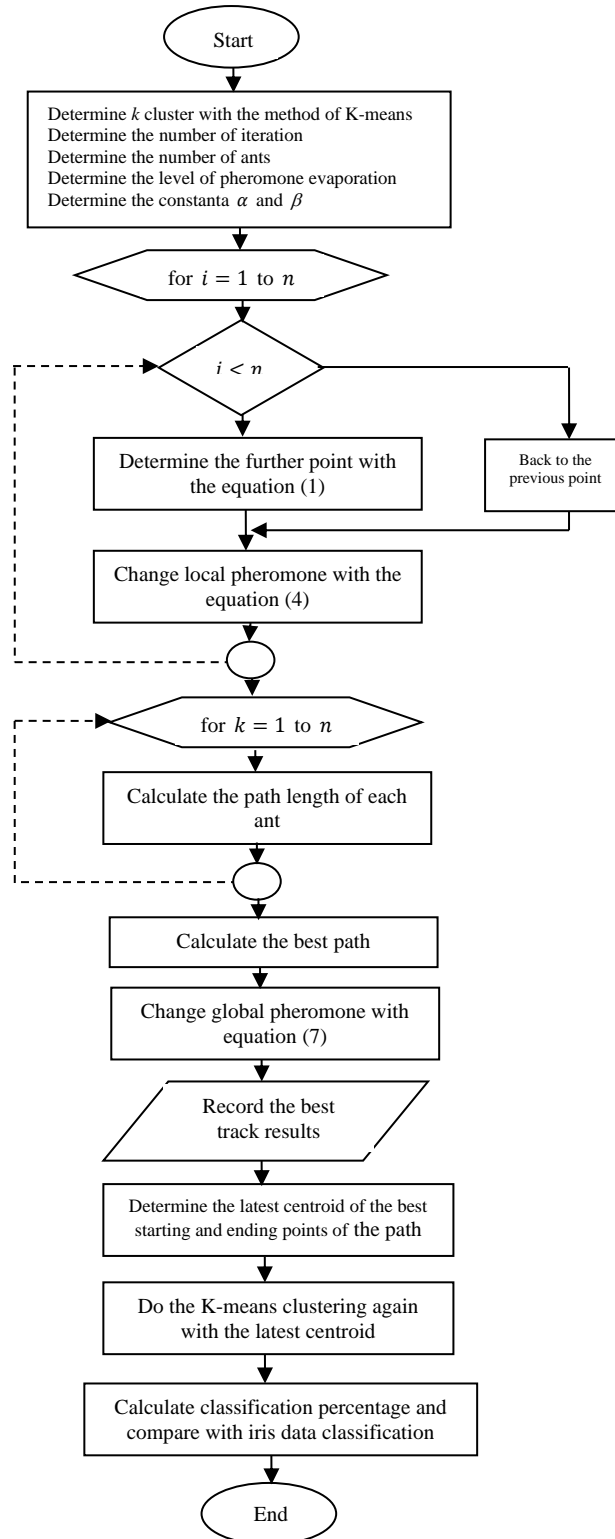 Start
Determine k cluster with the method of K-means
Determine the number of iteration
Determine the number of ants
Determine the level of pheromone evaporation
Determine the constanta α and β
for i = 1 to n
i < n
Determine the further point with
the equation (1)
Back to the
previous point
Change local pheromone with the
equation (4)
for k = 1 to n
Calculate the path length of each
ant
Calculate the best path
Change global pheromone with
equation (7)
Record the best
track results
Determine the latest centroid of the best
starting and ending points of the path
Do the K-means clustering again
with the latest centroid
Calculate classification percentage and
compare with iris data classification
End